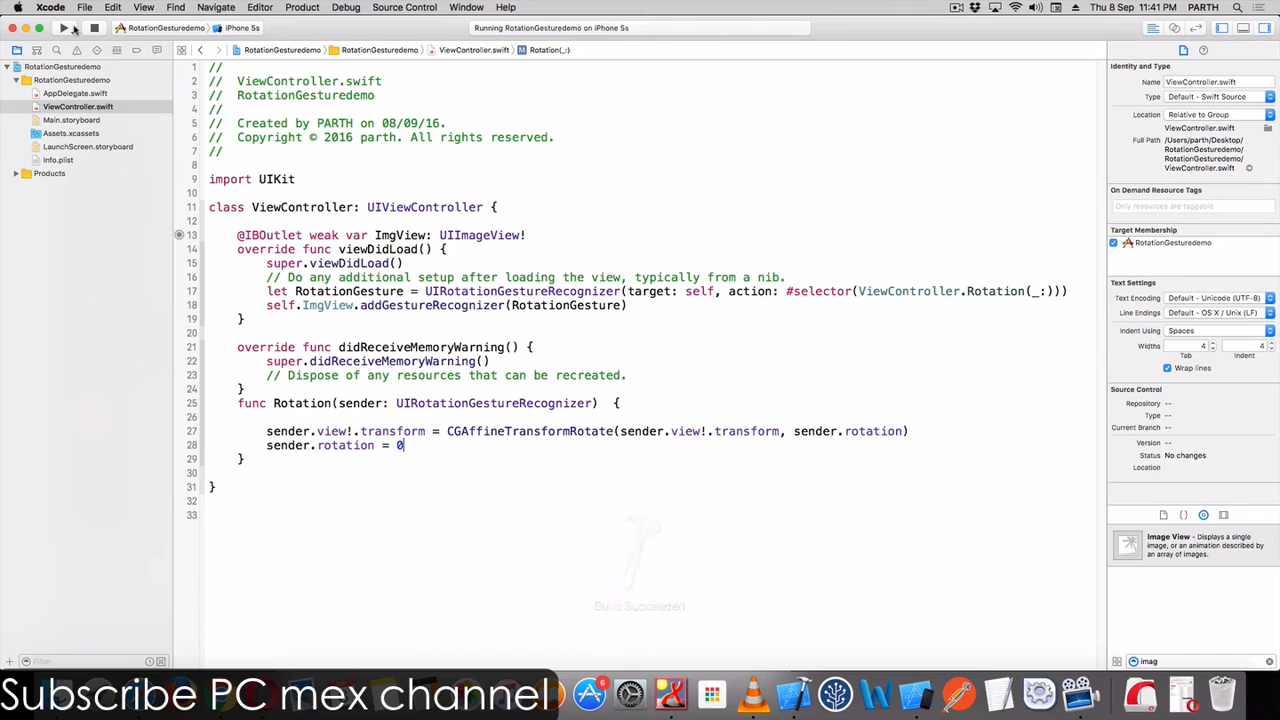 Xcode File Edit View Find Navigate Editor Product Debug Source Control Window Help
Thu 8 Sep 11:41 PM PARTH
RotationGesturedemo iPhone 5s
Running RotationGesturedemo on iPhone 5s
RotationGesturedemo RotationGesturedemo ViewController.swift M Rotation(_:)
RotationGesturedemo
RotationGesturedemo
AppDelegate.swift
ViewController.swift
Main.storyboard
Assets.xcassets
LaunchScreen.storyboard
Info.plist
Products
Filter
1 //
2 // ViewController.swift
3 // RotationGesturedemo
4 //
5 // Created by PARTH on 08/09/16.
6 // Copyright © 2016 parth. All rights reserved.
7 //
8
9 import UIKit
10
11 class ViewController: UIViewController {
12
13 @IBOutlet weak var ImgView: UIImageView!
14 override func viewDidLoad() {
15 super.viewDidLoad()
16 // Do any additional setup after loading the view, typically from a nib.
17 let RotationGesture = UIRotationGestureRecognizer(target: self, action: #selector(ViewController.Rotation(_:)))
18 self.ImgView.addGestureRecognizer(RotationGesture)
19 }
20
21 override func didReceiveMemoryWarning() {
22 super.didReceiveMemoryWarning()
23 // Dispose of any resources that can be recreated.
24 }
25 func Rotation(sender: UIRotationGestureRecognizer) {
26
27 sender.view!.transform = CGAffineTransformRotate(sender.view!.transform, sender.rotation)
28 sender.rotation = 0
29 }
30
31 }
32
33
Build Succeeded
Identity and Type
Name ViewController.swift
Type Default - Swift Source
Location Relative to Group
ViewController.swift
Full Path /Users/parth/Desktop/
RotationGesturedemo/
RotationGesturedemo/
ViewController.swift
On Demand Resource Tags
Only resources are taggable
Target Membership
RotationGesturedemo
Text Settings
Text Encoding Default - Unicode (UTF-8)
Line Endings Default - OS X / Unix (LF)
Indent Using Spaces
Widths 4 4
Tab Indent
Wrap lines
Source Control
Repository --
Type --
Current Branch --
Version --
Status No changes
Location
{ }
Image View - Displays a single
image, or an animation described by
an array of images.
imag
Subscribe PC mex channel
6